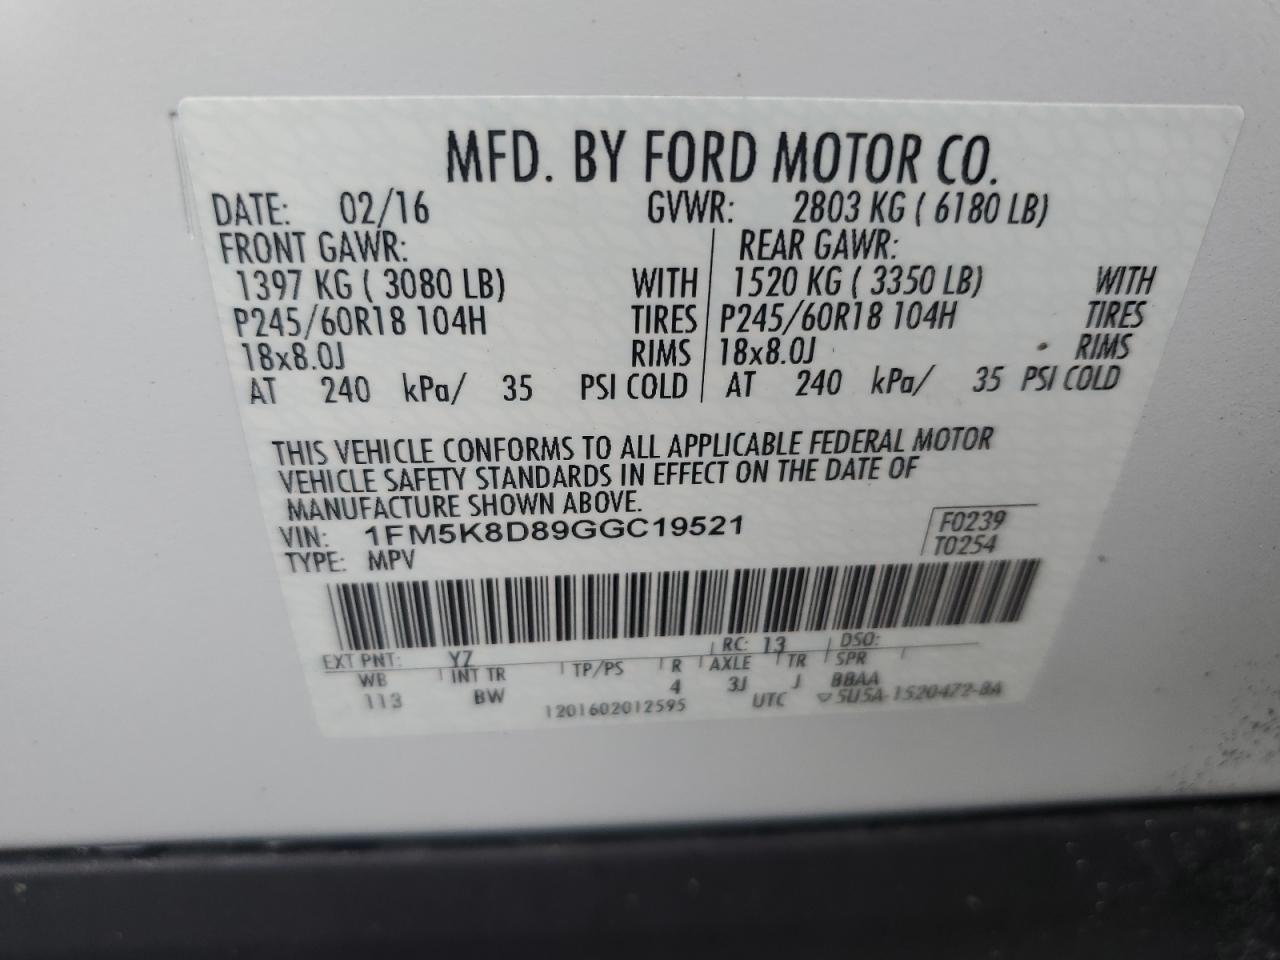 MFD. BY FORD MOTOR CO.
DATE: 02/16 GVWR: 2803 KG ( 6180 LB)
FRONT GAWR: REAR GAWR:
1397 KG ( 3080 LB) WITH 1520 KG ( 3350 LB) WITH
P245/60R18 104H TIRES P245/60R18 104H TIRES
18x8.0J RIMS 18x8.0J RIMS
AT 240 kPa/ 35 PSI COLD AT 240 kPa/ 35 PSI COLD
THIS VEHICLE CONFORMS TO ALL APPLICABLE FEDERAL MOTOR
VEHICLE SAFETY STANDARDS IN EFFECT ON THE DATE OF
MANUFACTURE SHOWN ABOVE.
VIN: 1FM5K8D89GGC19521 F0239
TYPE: MPV T0254
EXT PNT: YZ RC: 13 DSO:
WB INT TR TP/PS R AXLE TR SPR
113 BW 4 3J J BBAA
1201602012595 UTC 5U5A-1520472-BA